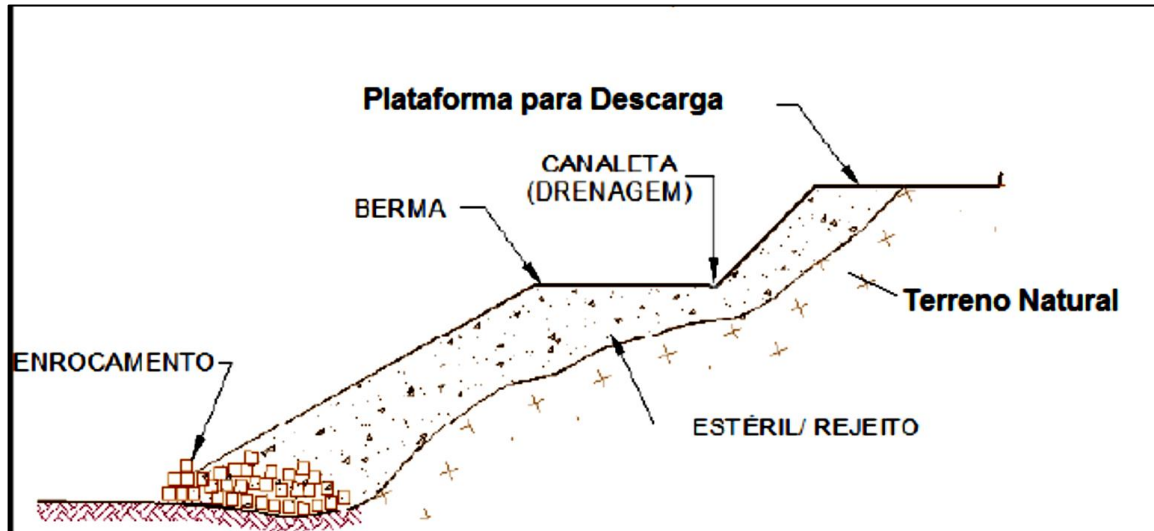 Plataforma para Descarga
CANALETA
(DRENAGEM)
BERMA
Terreno Natural
ENROCAMENTO
ESTÉRIL/ REJEITO